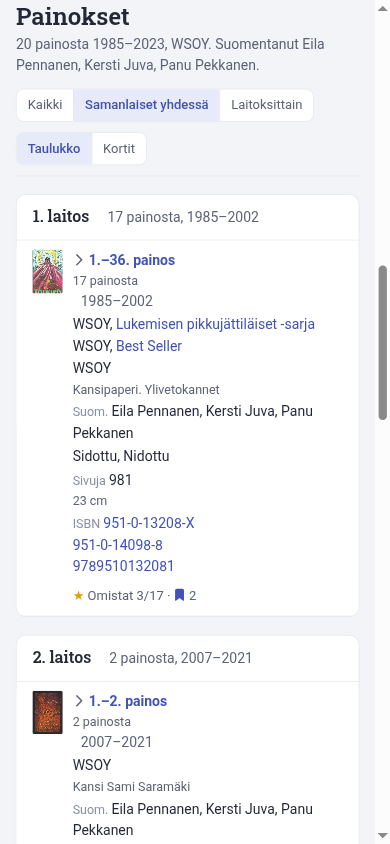 Painokset
20 painosta 1985–2023, WSOY. Suomentanut Eila
Pennanen, Kersti Juva, Panu Pekkanen.
Kaikki Samanlaiset yhdessä Laitoksittain
Taulukko Kortit
1. laitos 17 painosta, 1985–2002
1.–36. painos
17 painosta
1985–2002
WSOY, Lukemisen pikkujättiläiset -sarja
WSOY, Best Seller
WSOY
Kansipaperi. Ylivetokannet
Suom. Eila Pennanen, Kersti Juva, Panu
Pekkanen
Sidottu, Nidottu
Sivuja 981
23 cm
ISBN 951-0-13208-X
951-0-14098-8
9789510132081
★ Omistat 3/17 · 2
2. laitos 2 painosta, 2007–2021
1.–2. painos
2 painosta
2007–2021
WSOY
Kansi Sami Saramäki
Suom. Eila Pennanen, Kersti Juva, Panu
Pekkanen